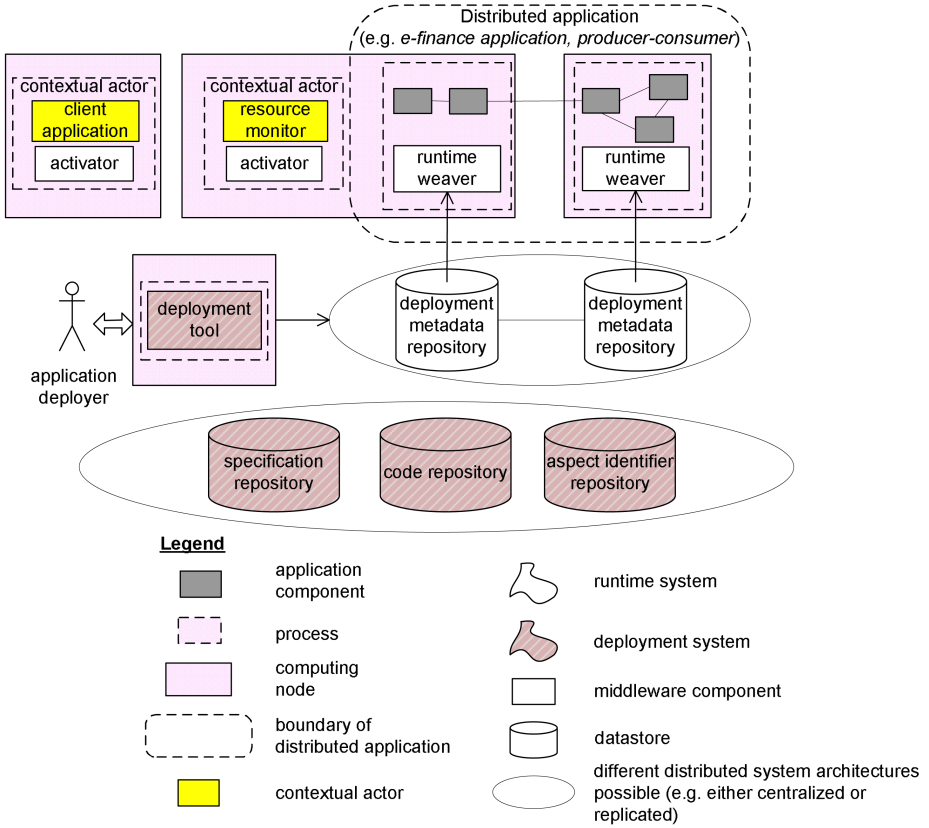 Distributed application
(e.g. e-finance application, producer-consumer)
contextual actor
client
application
activator
contextual actor
resource
monitor
activator
runtime
weaver
runtime
weaver
deployment
tool
application
deployer
deployment
metadata
repository
deployment
metadata
repository
specification
repository
code repository
aspect identifier
repository
Legend
application
component
process
computing
node
boundary of
distributed application
contextual actor
runtime system
deployment system
middleware component
datastore
different distributed system architectures
possible (e.g. either centralized or
replicated)